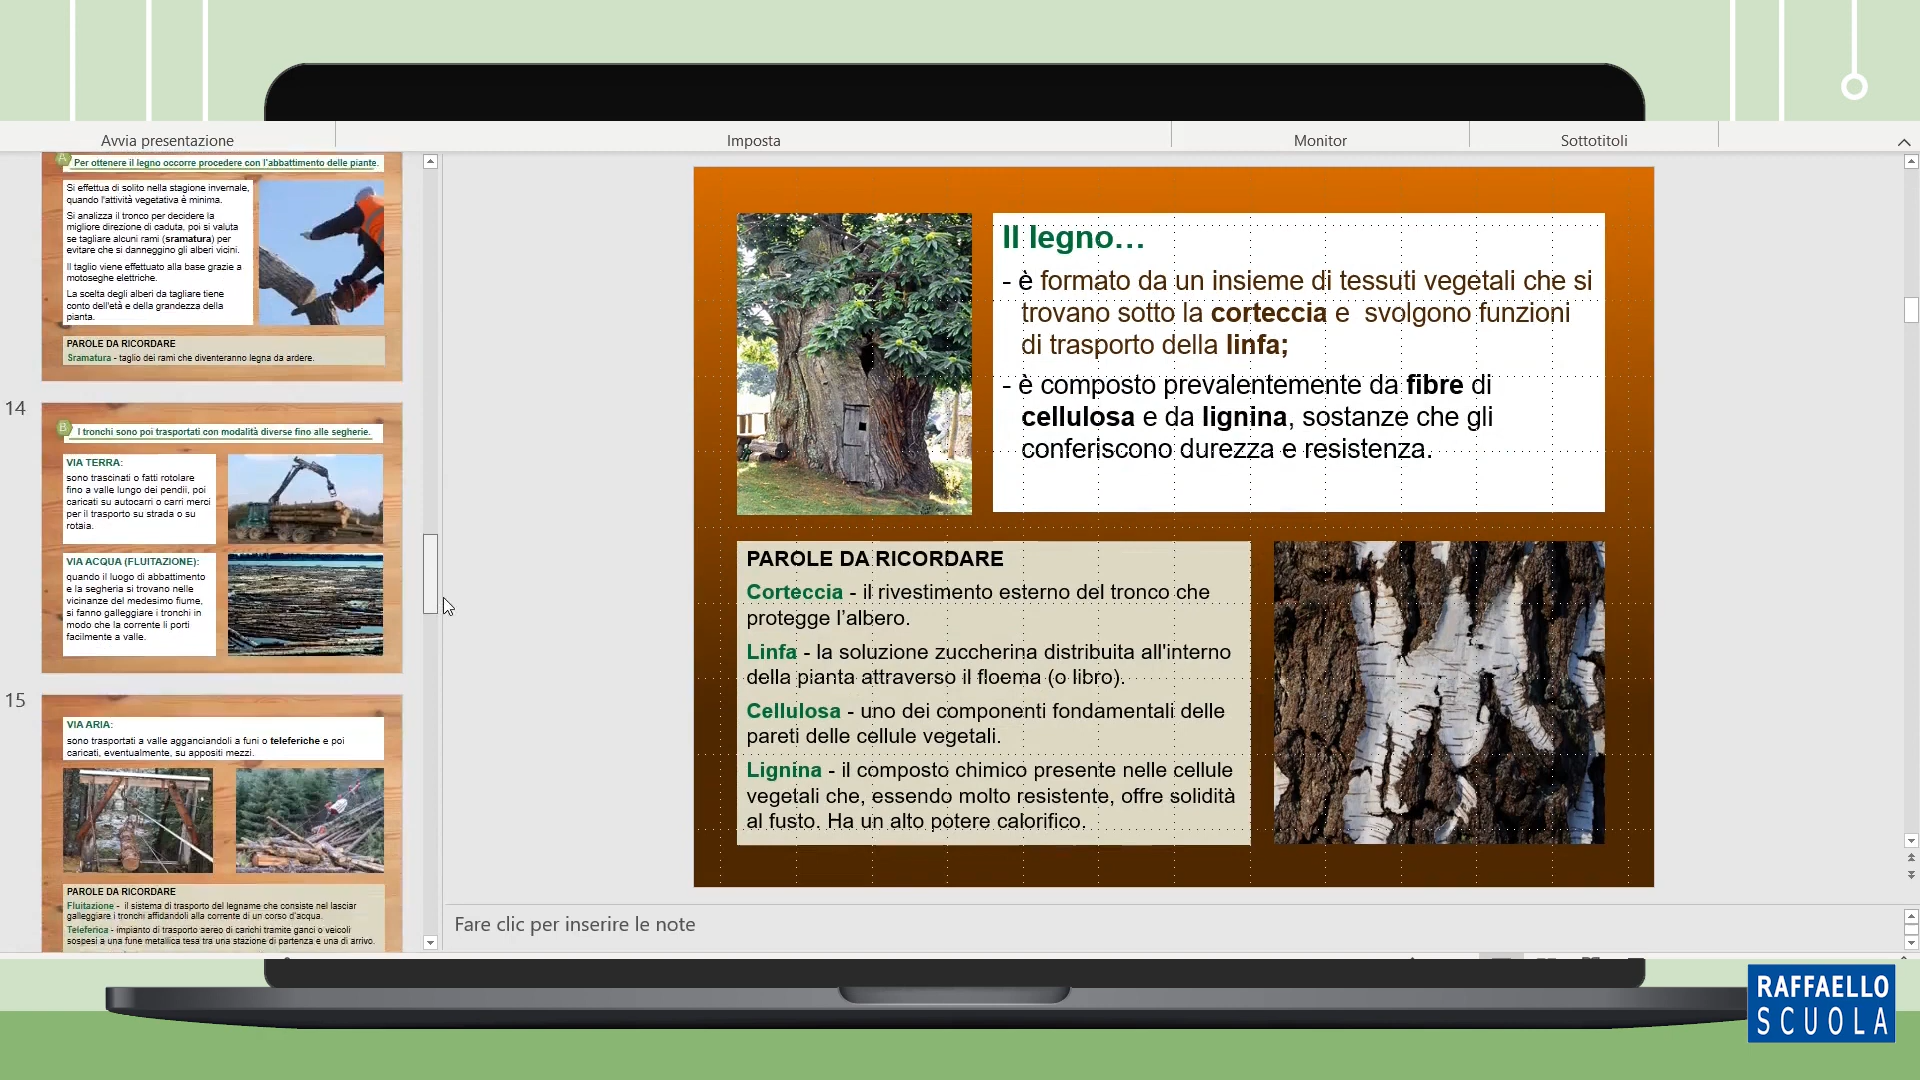 Avvia presentazione
Imposta
Monitor
Sottotitoli
A
Per ottenere il legno occorre procedere con l'abbattimento delle piante.
Si effettua di solito nella stagione invernale,
quando l'attività vegetativa è minima.
Si analizza il tronco per decidere la
migliore direzione di caduta, poi si valuta
se tagliare alcuni rami (sramatura) per
evitare che si danneggino gli alberi vicini.
Il taglio viene effettuato alla base grazie a
motoseghe elettriche.
La scelta degli alberi da tagliare tiene
conto dell'età e della grandezza della
pianta.
PAROLE DA RICORDARE
Sramatura - taglio dei rami che diventeranno legna da ardere.
14
B
I tronchi sono poi trasportati con modalità diverse fino alle segherie.
VIA TERRA:
sono trascinati o fatti rotolare
fino a valle lungo dei pendii, poi
caricati su autocarri o carri merci
per il trasporto su strada o su
rotaia.
VIA ACQUA (FLUITAZIONE):
quando il luogo di abbattimento
e la segheria si trovano nelle
vicinanze del medesimo fiume,
si fanno galleggiare i tronchi in
modo che la corrente li porti
facilmente a valle.
15
VIA ARIA:
sono trasportati a valle agganciandoli a funi o teleferiche e poi
caricati, eventualmente, su appositi mezzi.
PAROLE DA RICORDARE
Fluitazione - il sistema di trasporto del legname che consiste nel lasciar
galleggiare i tronchi affidandoli alla corrente di un corso d'acqua.
Teleferica - impianto di trasporto aereo di carichi tramite ganci o veicoli
sospesi a una fune metallica tesa tra una stazione di partenza e una di arrivo.
Il legno...
- è formato da un insieme di tessuti vegetali che si
trovano sotto la corteccia e svolgono funzioni
di trasporto della linfa;
- è composto prevalentemente da fibre di
cellulosa e da lignina, sostanze che gli
conferiscono durezza e resistenza.
PAROLE DA RICORDARE
Corteccia - il rivestimento esterno del tronco che
protegge l’albero.
Linfa - la soluzione zuccherina distribuita all'interno
della pianta attraverso il floema (o libro).
Cellulosa - uno dei componenti fondamentali delle
pareti delle cellule vegetali.
Lignina - il composto chimico presente nelle cellule
vegetali che, essendo molto resistente, offre solidità
al fusto. Ha un alto potere calorifico.
Fare clic per inserire le note
RAFFAELLO
SCUOLA